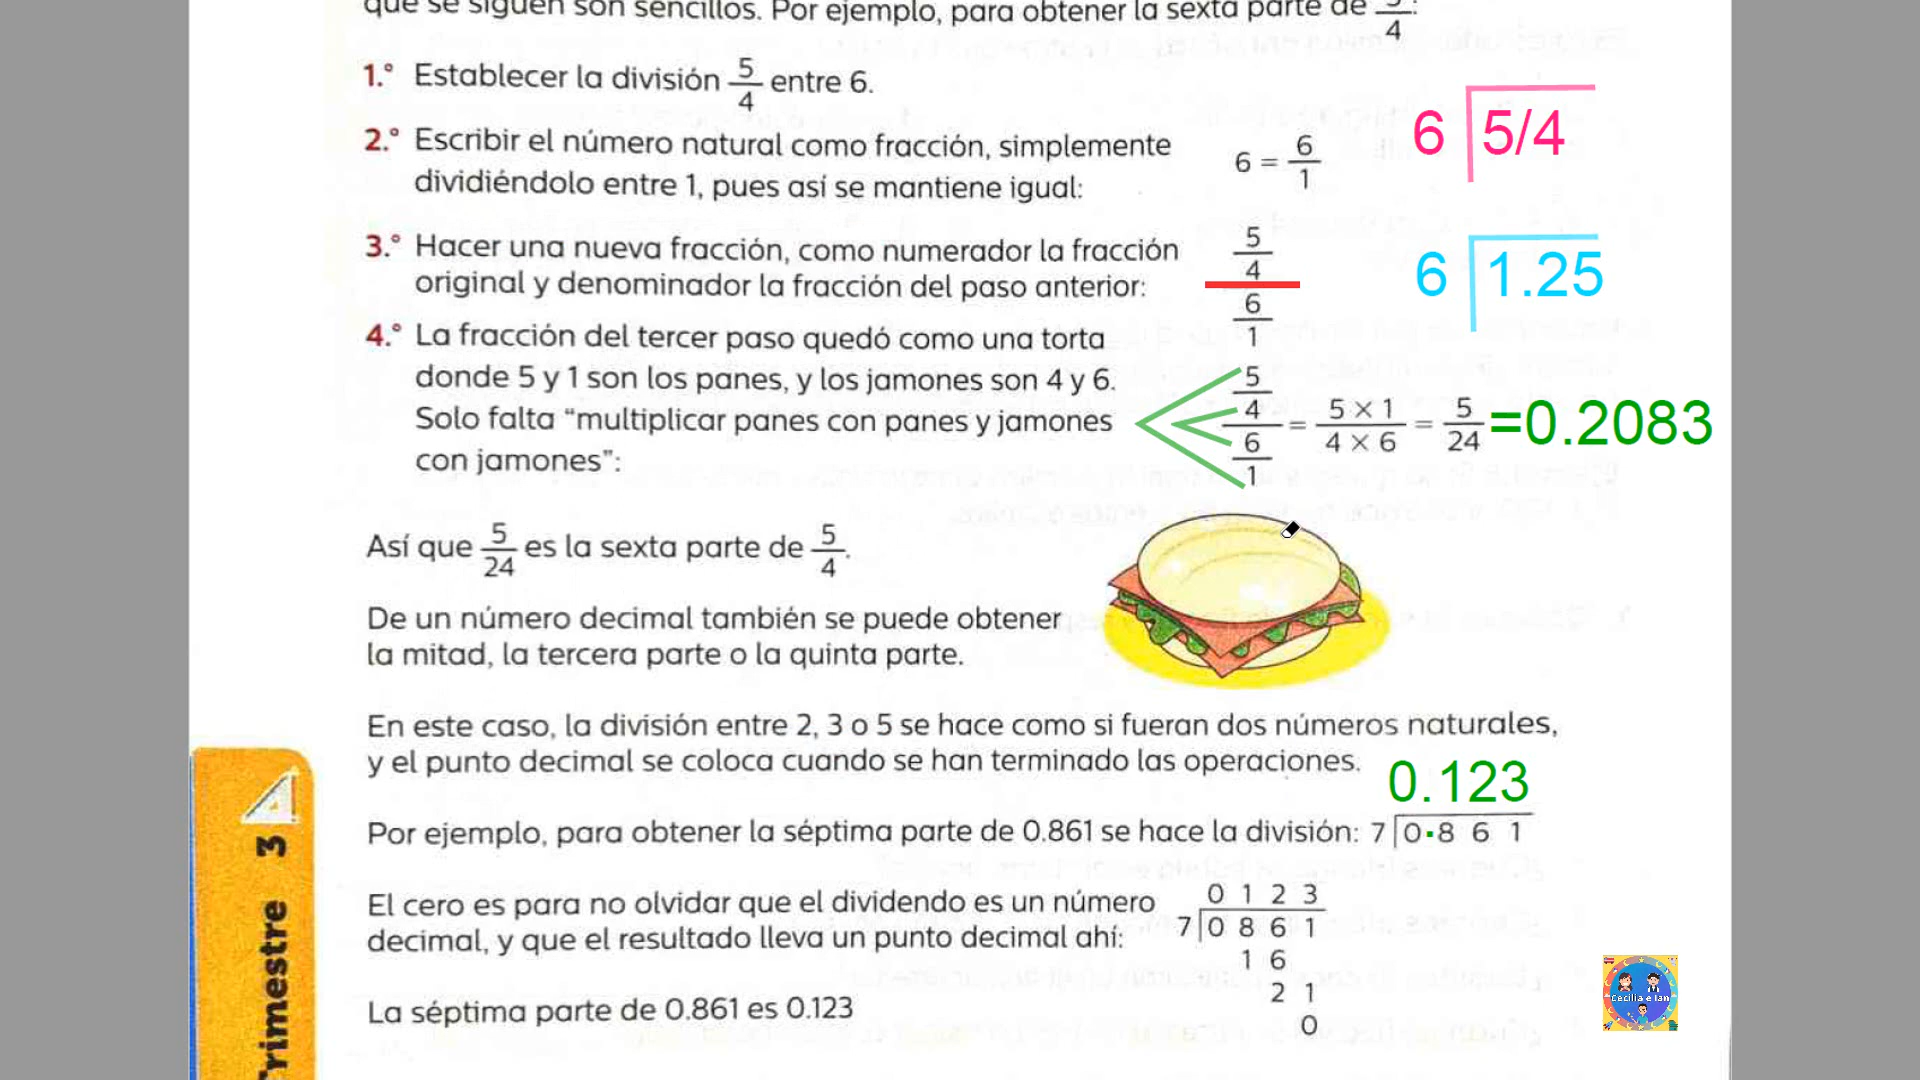 que se siguen son sencillos. Por ejemplo, para obtener la sexta parte de 5/4:
1.° Establecer la división 5/4 entre 6.
6 5/4
2.° Escribir el número natural como fracción, simplemente
dividiéndolo entre 1, pues así se mantiene igual:
6 = 6/1
3.° Hacer una nueva fracción, como numerador la fracción
original y denominador la fracción del paso anterior:
5
4
6
1
6 1.25
4.° La fracción del tercer paso quedó como una torta
donde 5 y 1 son los panes, y los jamones son 4 y 6.
Solo falta “multiplicar panes con panes y jamones
con jamones”:
5
4
6
1
= 5 × 1 / 4 × 6 = 5/24 =0.2083
Así que 5/24 es la sexta parte de 5/4.
De un número decimal también se puede obtener
la mitad, la tercera parte o la quinta parte.
En este caso, la división entre 2, 3 o 5 se hace como si fueran dos números naturales,
y el punto decimal se coloca cuando se han terminado las operaciones.
0.123
Por ejemplo, para obtener la séptima parte de 0.861 se hace la división: 7 0.8 6 1
El cero es para no olvidar que el dividendo es un número
decimal, y que el resultado lleva un punto decimal ahí:
0 1 2 3
7 0 8 6 1
1 6
2 1
0
La séptima parte de 0.861 es 0.123
Trimestre 3
Cecilia e Ian